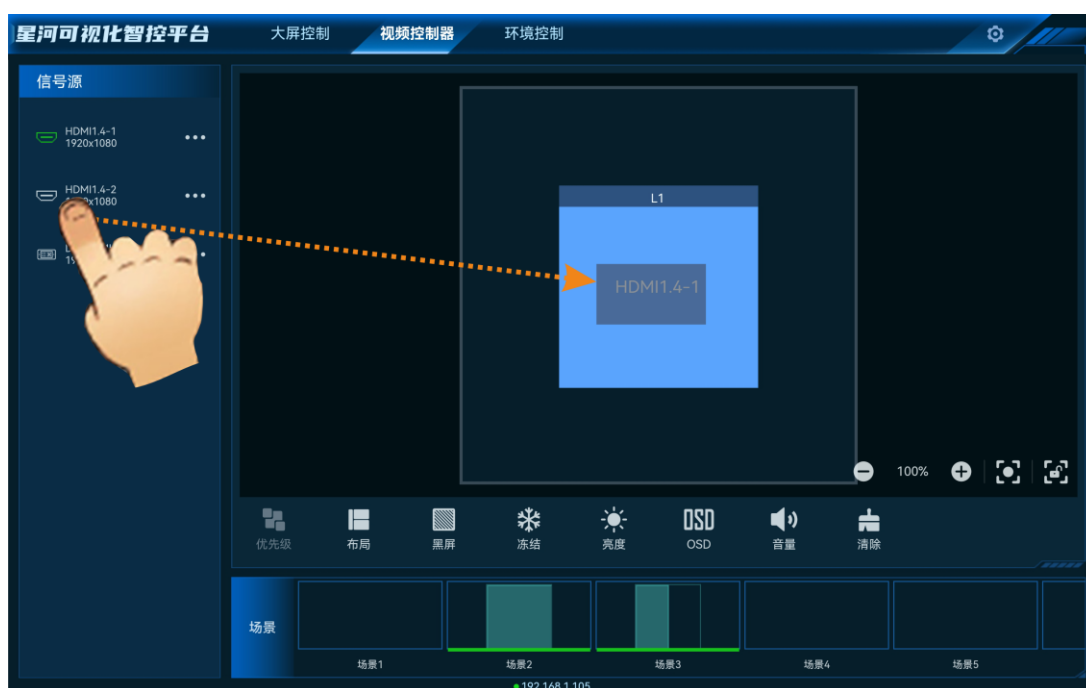 星河可视化智控平台
大屏控制
视频控制器
环境控制
信号源
HDMI1.4-1
1920x1080
HDMI1.4-2
x1080
L1
HDMI1.4-1
100%
优先级
布局
黑屏
冻结
亮度
OSD
OSD
音量
清除
场景
场景1
场景2
场景3
场景4
场景5
192.168.1.105